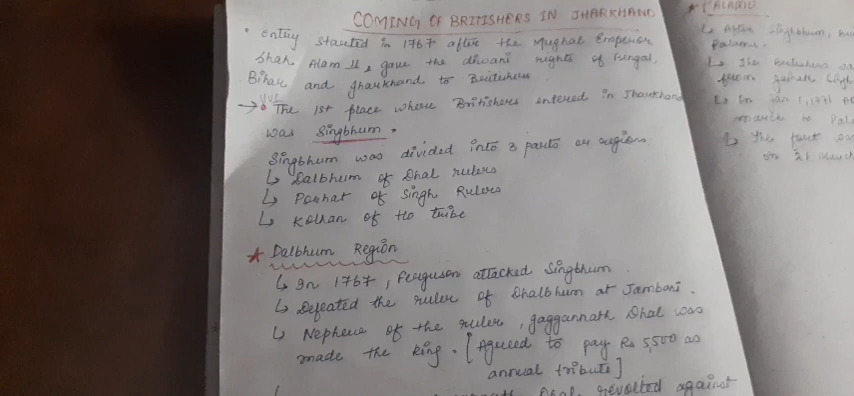 COMING OF BRITISHERS IN JHARKHAND
• Entry started in 1767 after the Mughal Emperor
Shah Alam II, gave the diwani rights of Bengal,
Bihar and Jharkhand to Britishers
VVI
→ • The 1st place where Britishers entered in Jharkhand
was Singbhum.
Singbhum was divided into 3 parts or regions
↳ Dalbhum of Dhal rulers
↳ Porhat of Singh Rulers
↳ Kolhan of Ho tribe
★ Dalbhum Region
↳ In 1767, Ferguson attacked Singbhum
↳ Defeated the ruler of Dhalbhum at Jambani.
↳ Nephew of the ruler, Jaggannath Dhal was
made the king. [Agreed to pay Rs 5,500 as
annual tribute]
Dhal revolted against
★ PALAMU
↳ After Singbhum,
Palamu.
↳ The Britishers
from
↳ In Jan 1, 1771
march to
↳ The fort
on 21 March